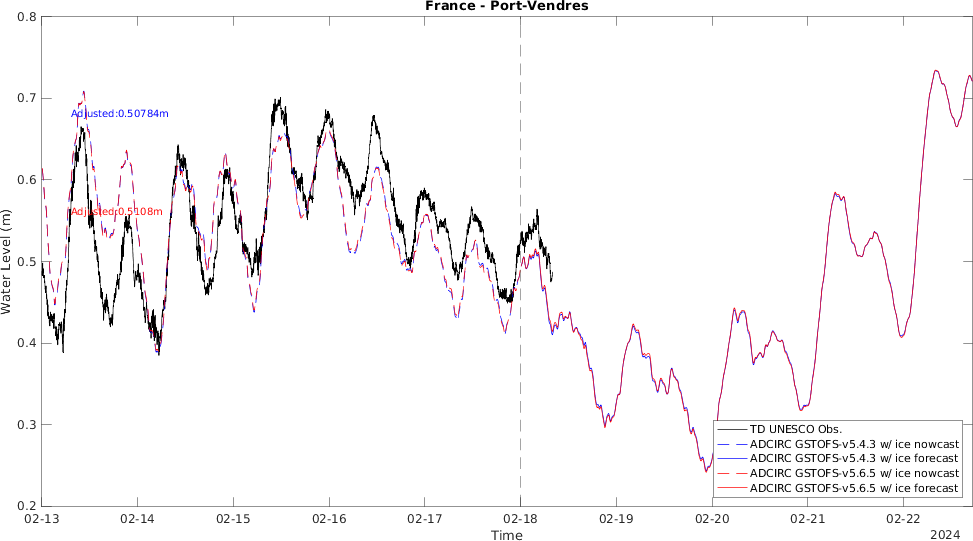 France - Port-Vendres
0.8
0.7
0.6
0.5
0.4
0.3
0.2
Water Level (m)
Adjusted:0.50784m
Adjusted:0.5108m
TD UNESCO Obs.
ADCIRC GSTOFS-v5.4.3 w/ ice nowcast
ADCIRC GSTOFS-v5.4.3 w/ ice forecast
ADCIRC GSTOFS-v5.6.5 w/ ice nowcast
ADCIRC GSTOFS-v5.6.5 w/ ice forecast
02-13 02-14 02-15 02-16 02-17 02-18 02-19 02-20 02-21 02-22
Time
2024